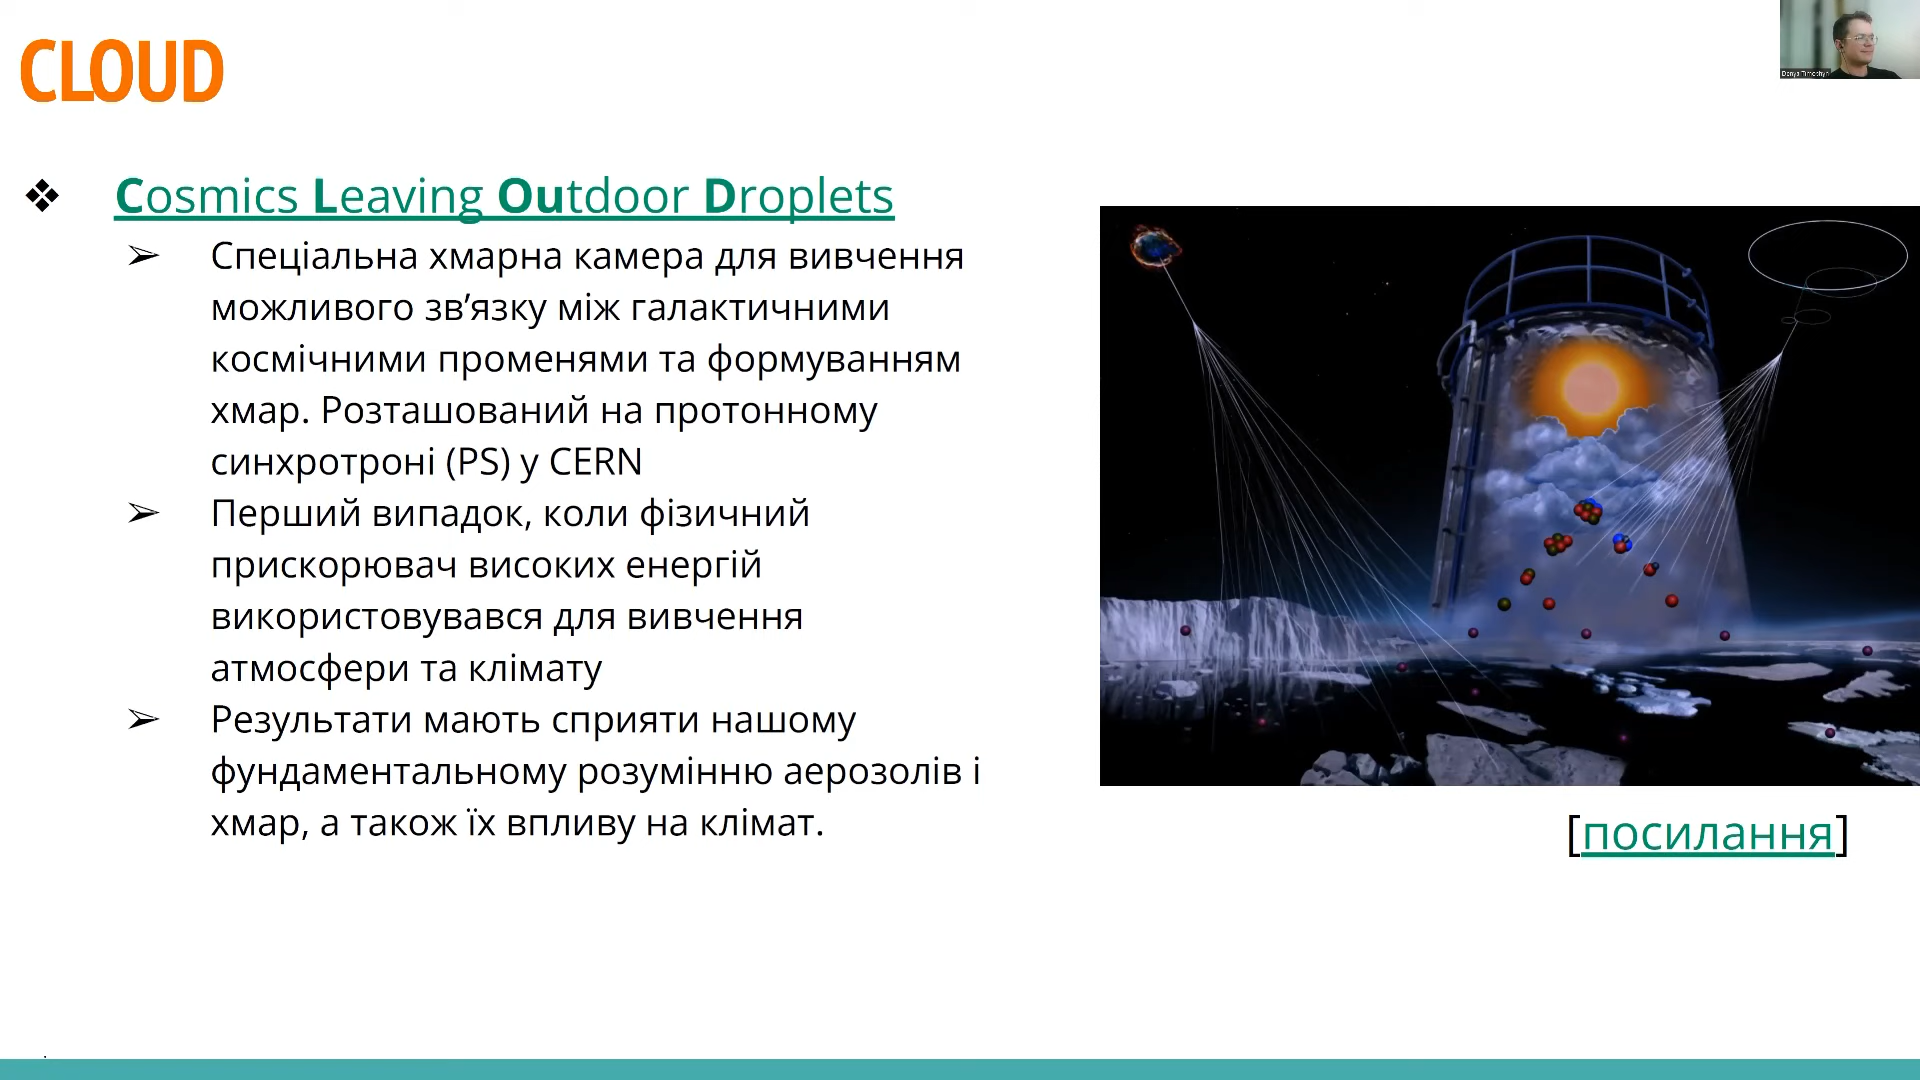 CLOUD
Denys Timoshyn
❖ Cosmics Leaving Outdoor Droplets
➢ Спеціальна хмарна камера для вивчення
можливого зв’язку між галактичними
космічними променями та формуванням
хмар. Розташований на протонному
синхротроні (PS) у CERN
➢ Перший випадок, коли фізичний
прискорювач високих енергій
використовувався для вивчення
атмосфери та клімату
➢ Результати мають сприяти нашому
фундаментальному розумінню аерозолів і
хмар, а також їх впливу на клімат.
[посилання]